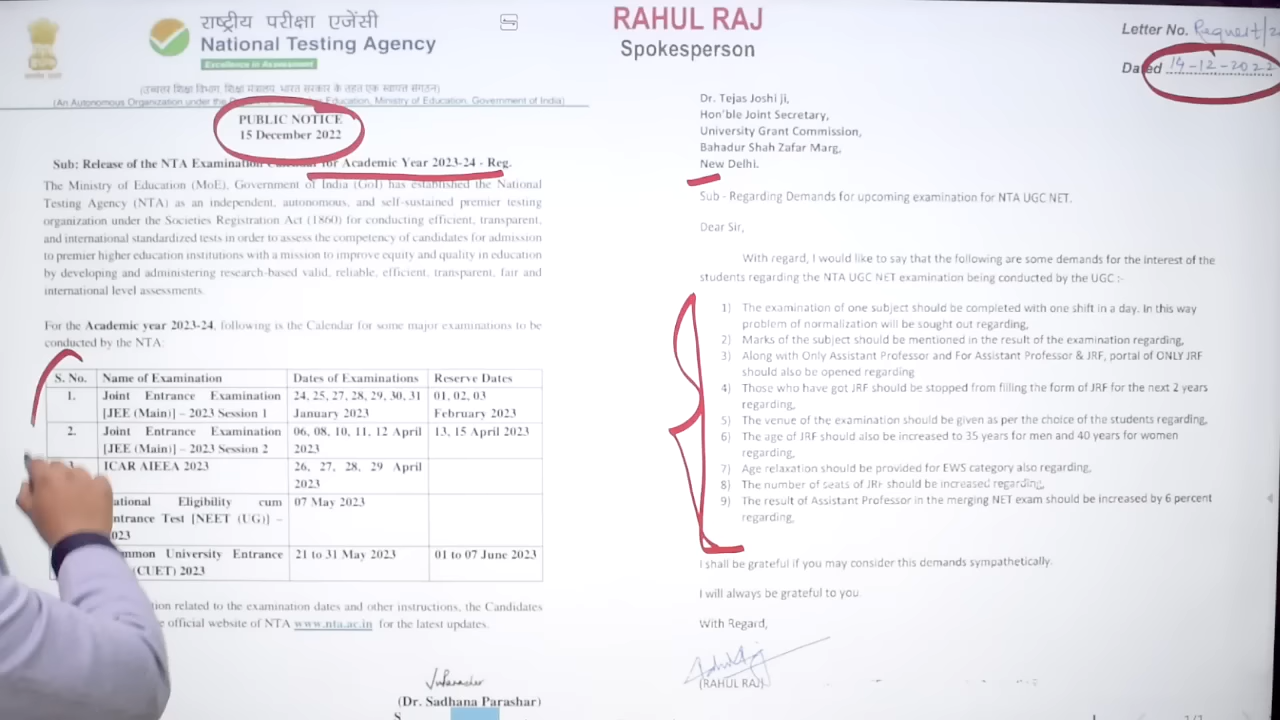 राष्ट्रीय परीक्षा एजेंसी
National Testing Agency
Excellence in Assessment
(An Autonomous Organization under the Education, Ministry of Education, Government of India)
PUBLIC NOTICE
15 December 2022
Sub: Release of the NTA Examination Calendar for Academic Year 2023-24 - Reg.
The Ministry of Education (MoE), Government of India (GoI) has established the National
Testing Agency (NTA) as an independent, autonomous, and self-sustained premier testing
organization under the Societies Registration Act (1860) for conducting efficient, transparent,
and international standardized tests in order to assess the competency of candidates for admission
to premier higher education institutions with a mission to improve equity and quality in education
by developing and administering research-based valid, reliable, efficient, transparent, fair and
international level assessments.
For the Academic year 2023-24, following is the Calendar for some major examinations to be
conducted by the NTA:
S. No. Name of Examination Dates of Examinations Reserve Dates
1. Joint Entrance Examination 24, 25, 27, 28, 29, 30, 31 01, 02, 03
[JEE (Main)] – 2023 Session 1 January 2023 February 2023
2. Joint Entrance Examination 06, 08, 10, 11, 12 April 13, 15 April 2023
[JEE (Main)] – 2023 Session 2 2023
ICAR AIEEA 2023 26, 27, 28, 29 April
2023
ational Eligibility cum 07 May 2023
ntrance Test [NEET (UG)] –
023
mmon University Entrance 21 to 31 May 2023 01 to 07 June 2023
(CUET) 2023
tion related to the examination dates and other instructions, the Candidates
e official website of NTA www.nta.ac.in for the latest updates.
(Dr. Sadhana Parashar)
S
RAHUL RAJ
Spokesperson
Letter No. Request/2
Dated 14-12-2022
Dr. Tejas Joshi ji,
Hon'ble Joint Secretary,
University Grant Commission,
Bahadur Shah Zafar Marg,
New Delhi.
Sub - Regarding Demands for upcoming examination for NTA UGC NET.
Dear Sir,
With regard, I would like to say that the following are some demands for the interest of the
students regarding the NTA UGC NET examination being conducted by the UGC :-
1) The examination of one subject should be completed with one shift in a day. In this way
problem of normalization will be sought out regarding,
2) Marks of the subject should be mentioned in the result of the examination regarding,
3) Along with Only Assistant Professor and For Assistant Professor & JRF, portal of ONLY JRF
should also be opened regarding
4) Those who have got JRF should be stopped from filling the form of JRF for the next 2 years
regarding,
5) The venue of the examination should be given as per the choice of the students regarding,
6) The age of JRF should also be increased to 35 years for men and 40 years for women
regarding,
7) Age relaxation should be provided for EWS category also regarding,
8) The number of seats of JRF should be increased regarding,
9) The result of Assistant Professor in the merging NET exam should be increased by 6 percent
regarding,
I shall be grateful if you may consider this demands sympathetically.
I will always be grateful to you.
With Regard,
(RAHUL RAJ)
1/1